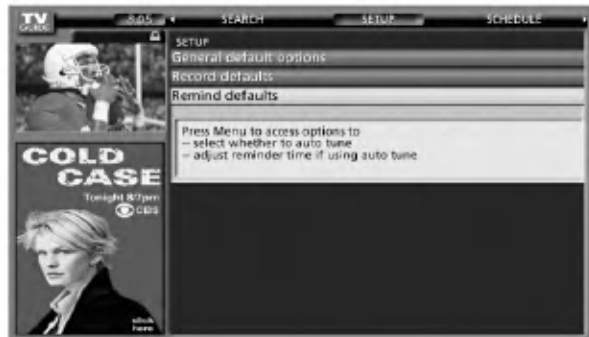 TV
GUIDE
8:05
SEARCH
SETUP
SCHEDULE
SETUP
General default options
Record defaults
Remind defaults
Press Menu to access options to
– select whether to auto tune
– adjust reminder time if using auto tune
COLD
CASE
Tonight 8/7pm
CBS
click
here